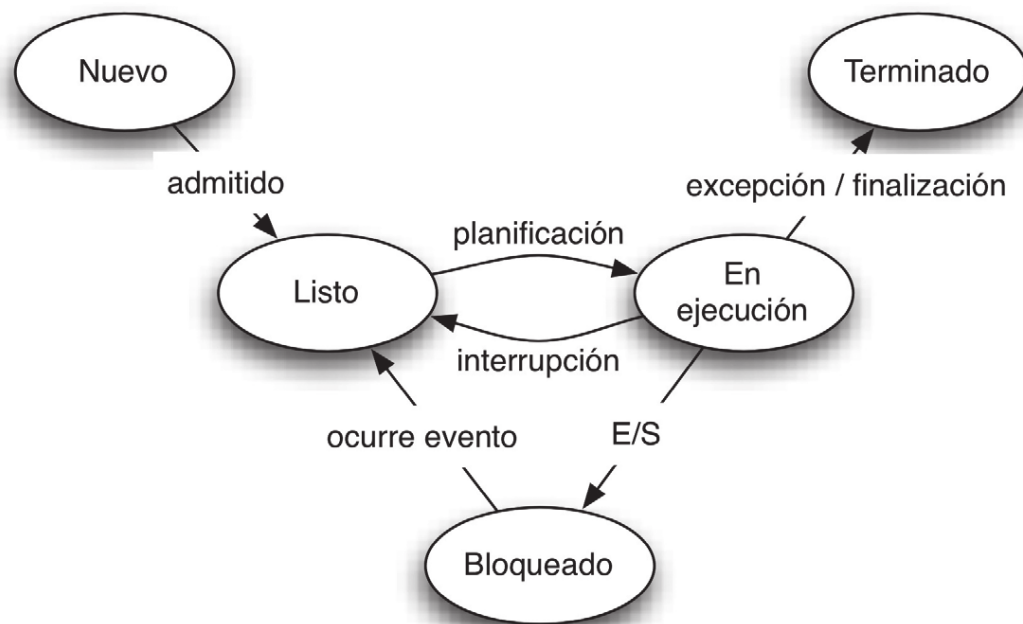 Nuevo
Terminado
admitido
excepción / finalización
planificación
Listo
En
ejecución
interrupción
ocurre evento
E/S
Bloqueado